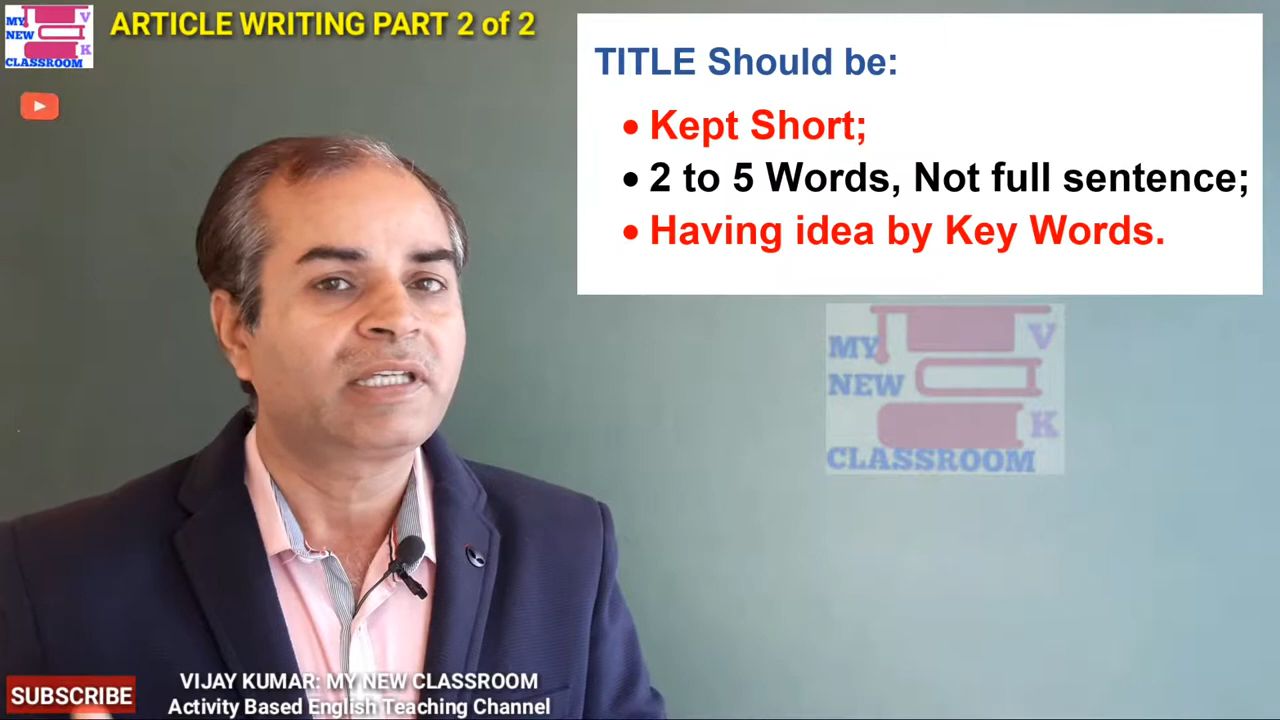 MY
NEW
CLASSROOM
V
K
ARTICLE WRITING PART 2 of 2
TITLE Should be:
• Kept Short;
• 2 to 5 Words, Not full sentence;
• Having idea by Key Words.
MY
NEW
CLASSROOM
V
K
SUBSCRIBE
VIJAY KUMAR: MY NEW CLASSROOM
Activity Based English Teaching Channel